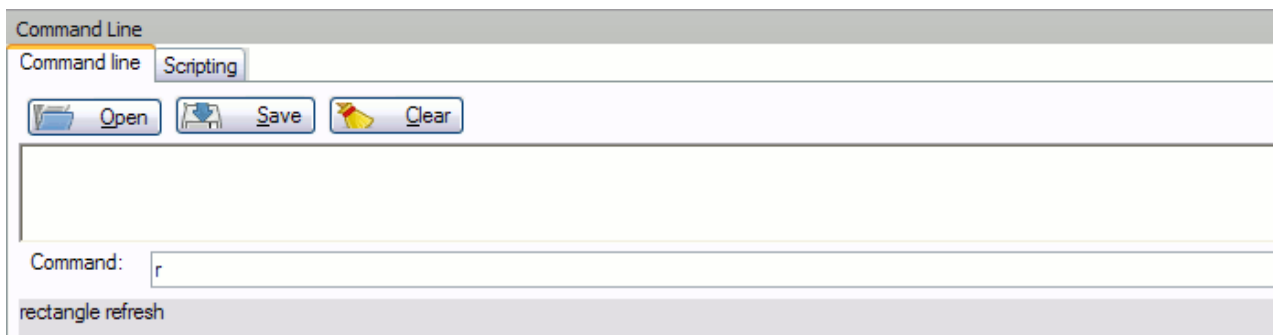 Command Line
Command line Scripting
Open Save Clear
Command: r
rectangle refresh